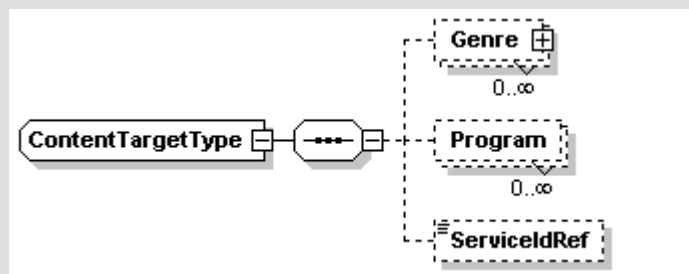 Genre
0..∞
ContentTargetType
Program
0..∞
ServiceIdRef